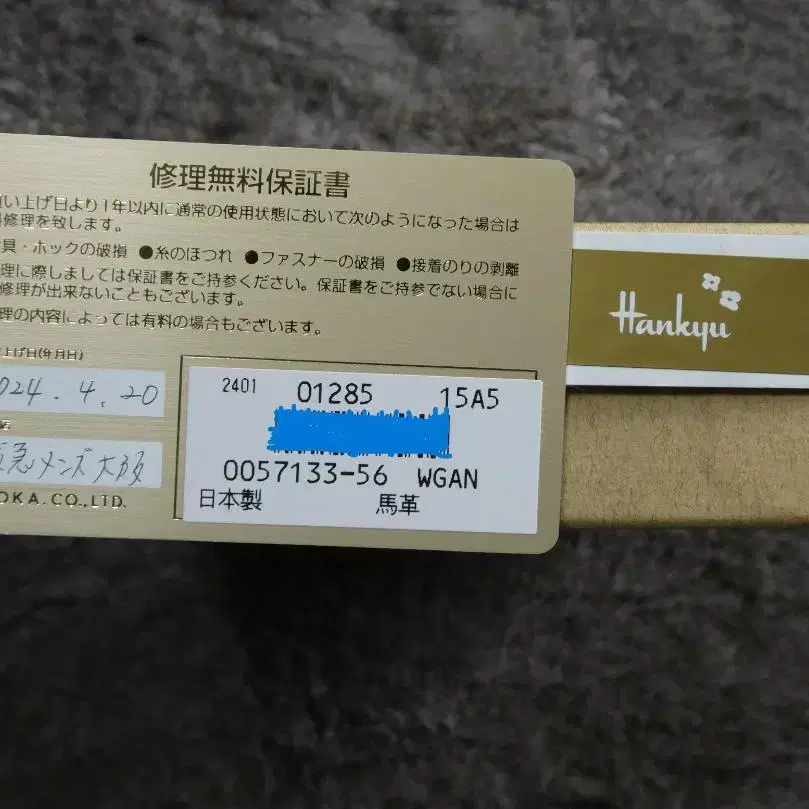 修理無料保証書
い上げ日より1年以内に通常の使用状態において次のようになった場合は
修理を致します。
具・ホックの破損 ●糸のほつれ ●ファスナーの破損 ●接着のりの剥離
理に際しましては保証書をご持参ください。保証書をご持参でない場合に
修理が出来ないこともございます。
理の内容によっては有料の場合もございます。
上げ日(年月日)
024.4.20
急メンズ大阪
OKA.CO.,LTD.
2401 01285 15A5
0057133-56 WGAN
日本製 馬革
Hankyu